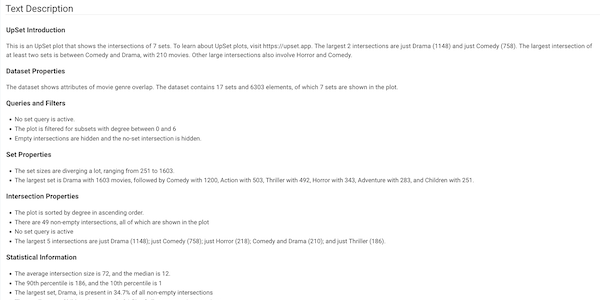 Text Description
UpSet Introduction
This is an UpSet plot that shows the intersections of 7 sets. To learn about UpSet plots, visit https://upset.app. The largest 2 intersections are just Drama (1148) and just Comedy (758). The largest intersection of
at least two sets is between Comedy and Drama, with 210 movies. Other large intersections also involve Horror and Comedy.
Dataset Properties
The dataset shows attributes of movie genre overlap. The dataset contains 17 sets and 6303 elements, of which 7 sets are shown in the plot.
Queries and Filters
• No set query is active.
• The plot is filtered for subsets with degree between 0 and 6
• Empty intersections are hidden and the no-set intersection is hidden.
Set Properties
• The set sizes are diverging a lot, ranging from 251 to 1603.
• The largest set is Drama with 1603 movies, followed by Comedy with 1200, Action with 503, Thriller with 492, Horror with 343, Adventure with 283, and Children with 251.
Intersection Properties
• The plot is sorted by degree in ascending order.
• There are 49 non-empty intersections, all of which are shown in the plot
• No set query is active
• The largest 5 intersections are just Drama (1148); just Comedy (758); just Horror (218); Comedy and Drama (210); and just Thriller (186).
Statistical Information
• The average intersection size is 72, and the median is 12.
• The 90th percentile is 186, and the 10th percentile is 1
• The largest set, Drama, is present in 34.7% of all non-empty intersections